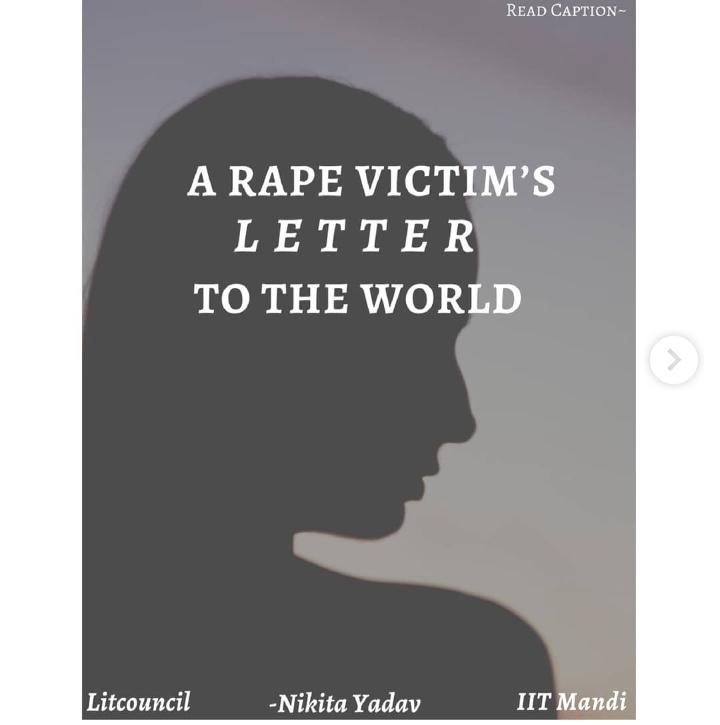 READ CAPTION~
A RAPE VICTIM'S
LETTER
TO THE WORLD
Litcouncil
-Nikita Yadav
IIT Mandi